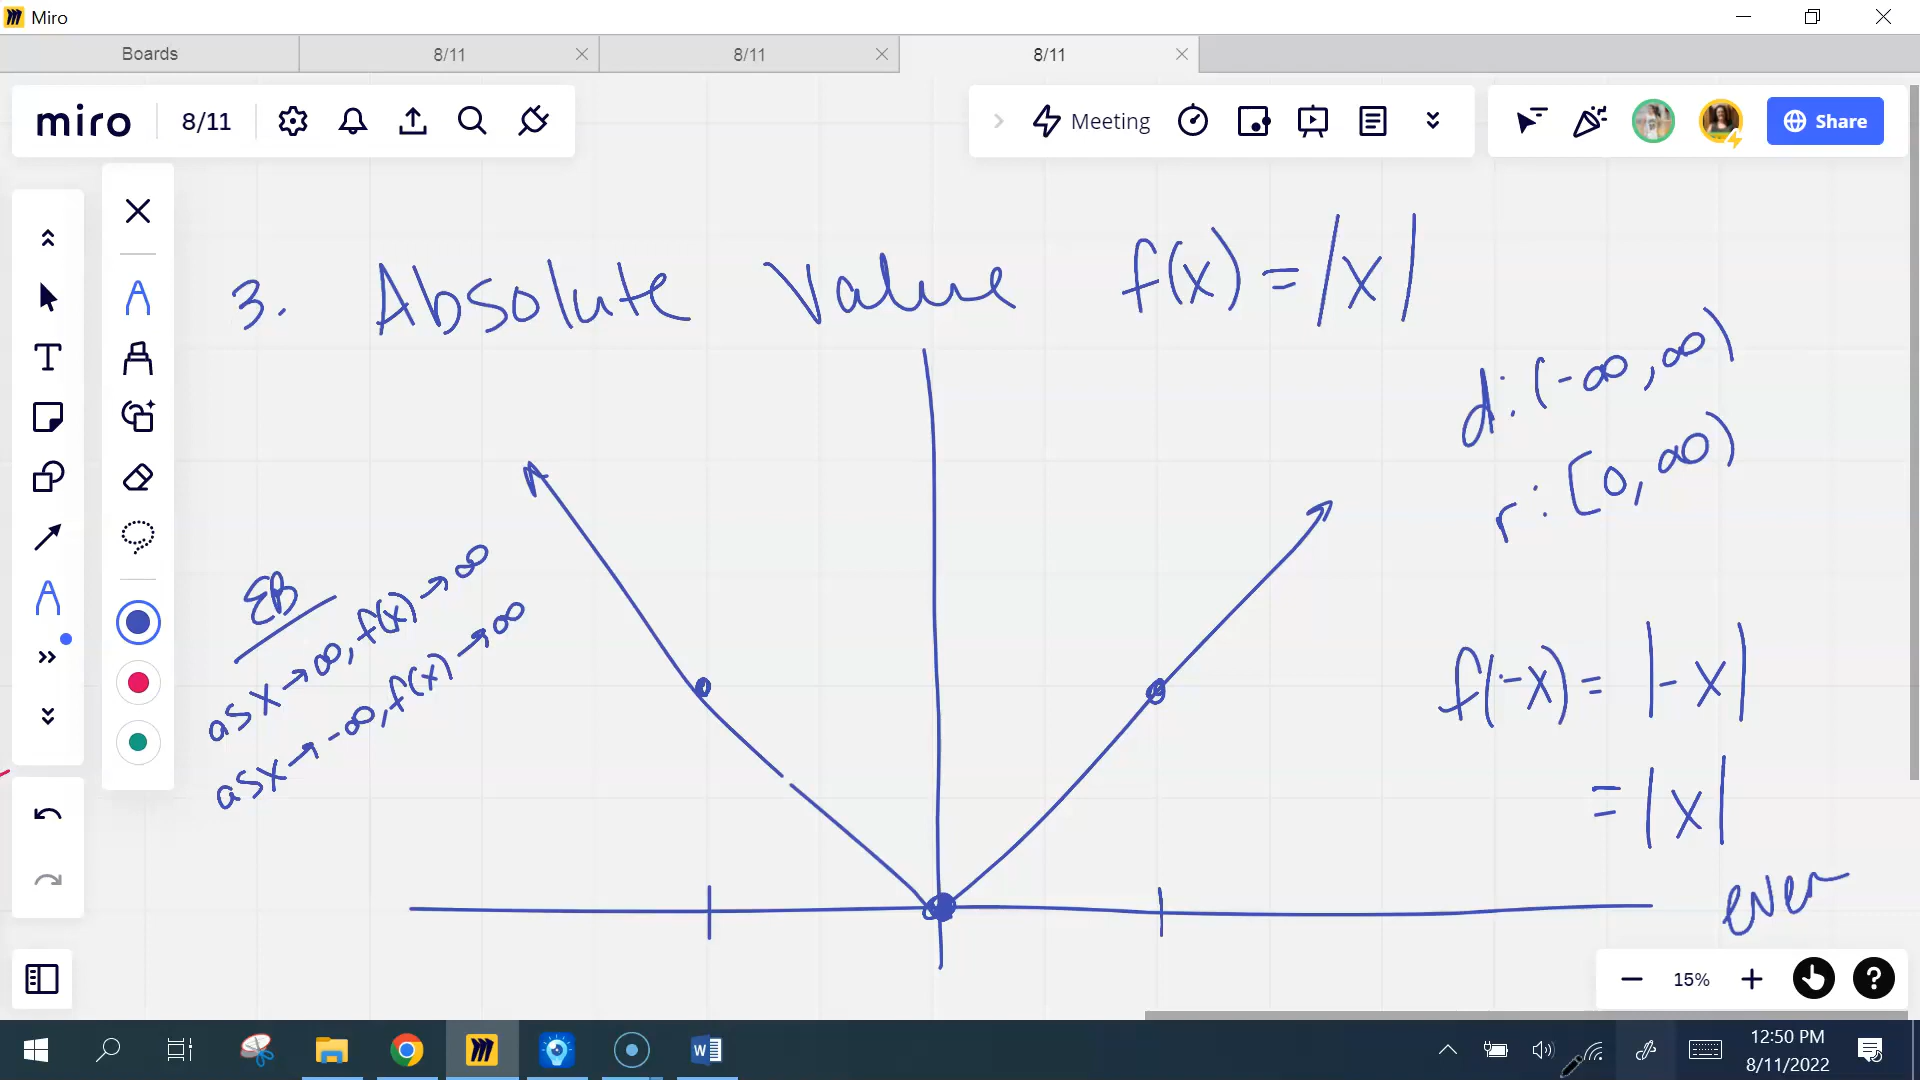 Miro
Boards
8/11
8/11
8/11
miro
8/11
Meeting
Share
3. Absolute Value f(x) = |x|
d: (-∞, ∞)
r: [0, ∞)
EB
as x → ∞, f(x) → ∞
as x → -∞, f(x) → ∞
f(-x) = |-x|
= |x|
even
15%
12:50 PM
8/11/2022